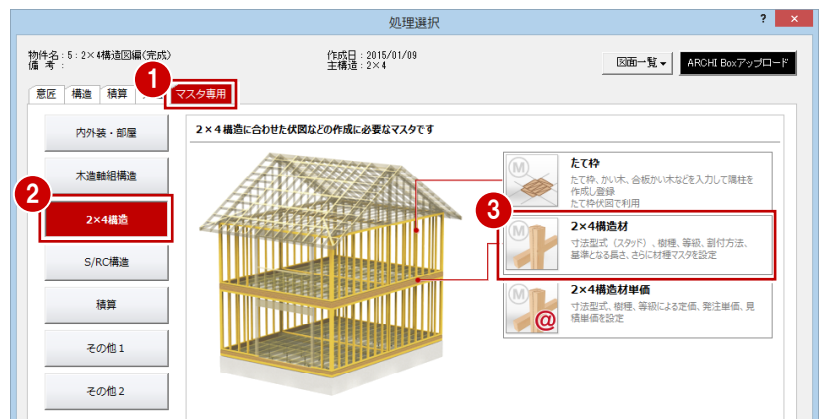 処理選択
? ×
物件名:5:2×4構造図編(完成)
備 考:
作成日:2015/01/09
主構造:2×4
図面一覧▼
ARCHI Boxアップロード
1
意匠 構造 積算 マスタ専用
内外装・部屋
木造軸組構造
2
2×4構造
S/RC構造
積算
その他1
その他2
2×4構造に合わせた伏図などの作成に必要なマスタです
M
たて枠
たて枠、かい木、合板かい木などを入力して隅柱を
作成し登録
たて枠伏図で利用
3
M
2×4構造材
寸法型式(スタッド)、樹種、等級、割付方法、
基準となる長さ、さらに材種マスタを設定
M
@
2×4構造材単価
寸法型式、樹種、等級による定価、発注単価、見
積単価を設定